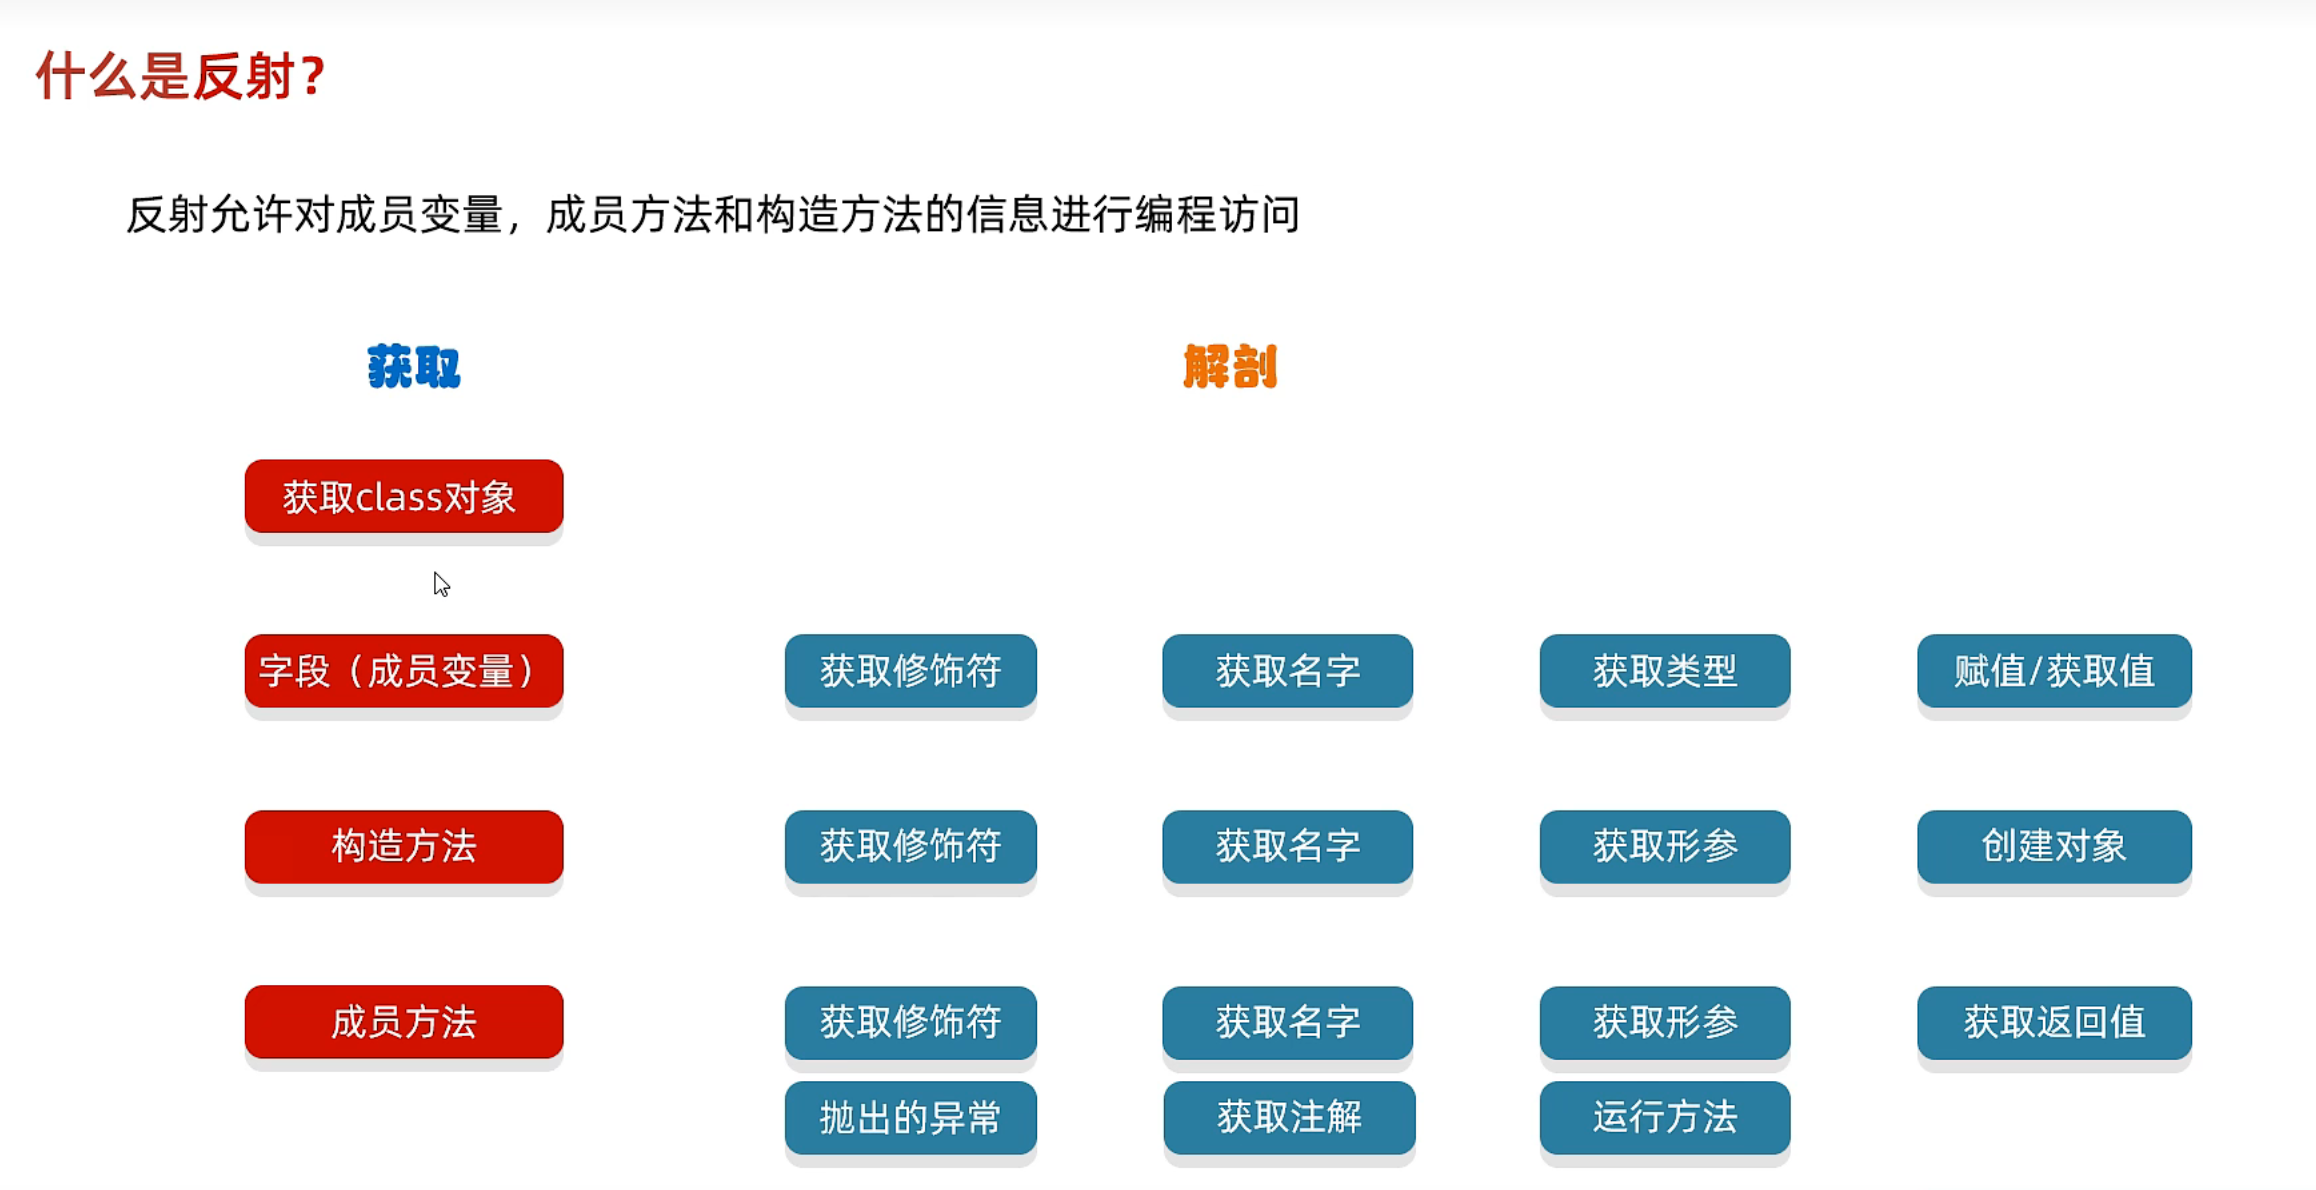 什么是反射？
反射允许对成员变量，成员方法和构造方法的信息进行编程访问
获取 解剖
获取class对象
字段（成员变量） 获取修饰符 获取名字 获取类型 赋值/获取值
构造方法 获取修饰符 获取名字 获取形参 创建对象
成员方法 获取修饰符 获取名字 获取形参 获取返回值
抛出的异常 获取注解 运行方法